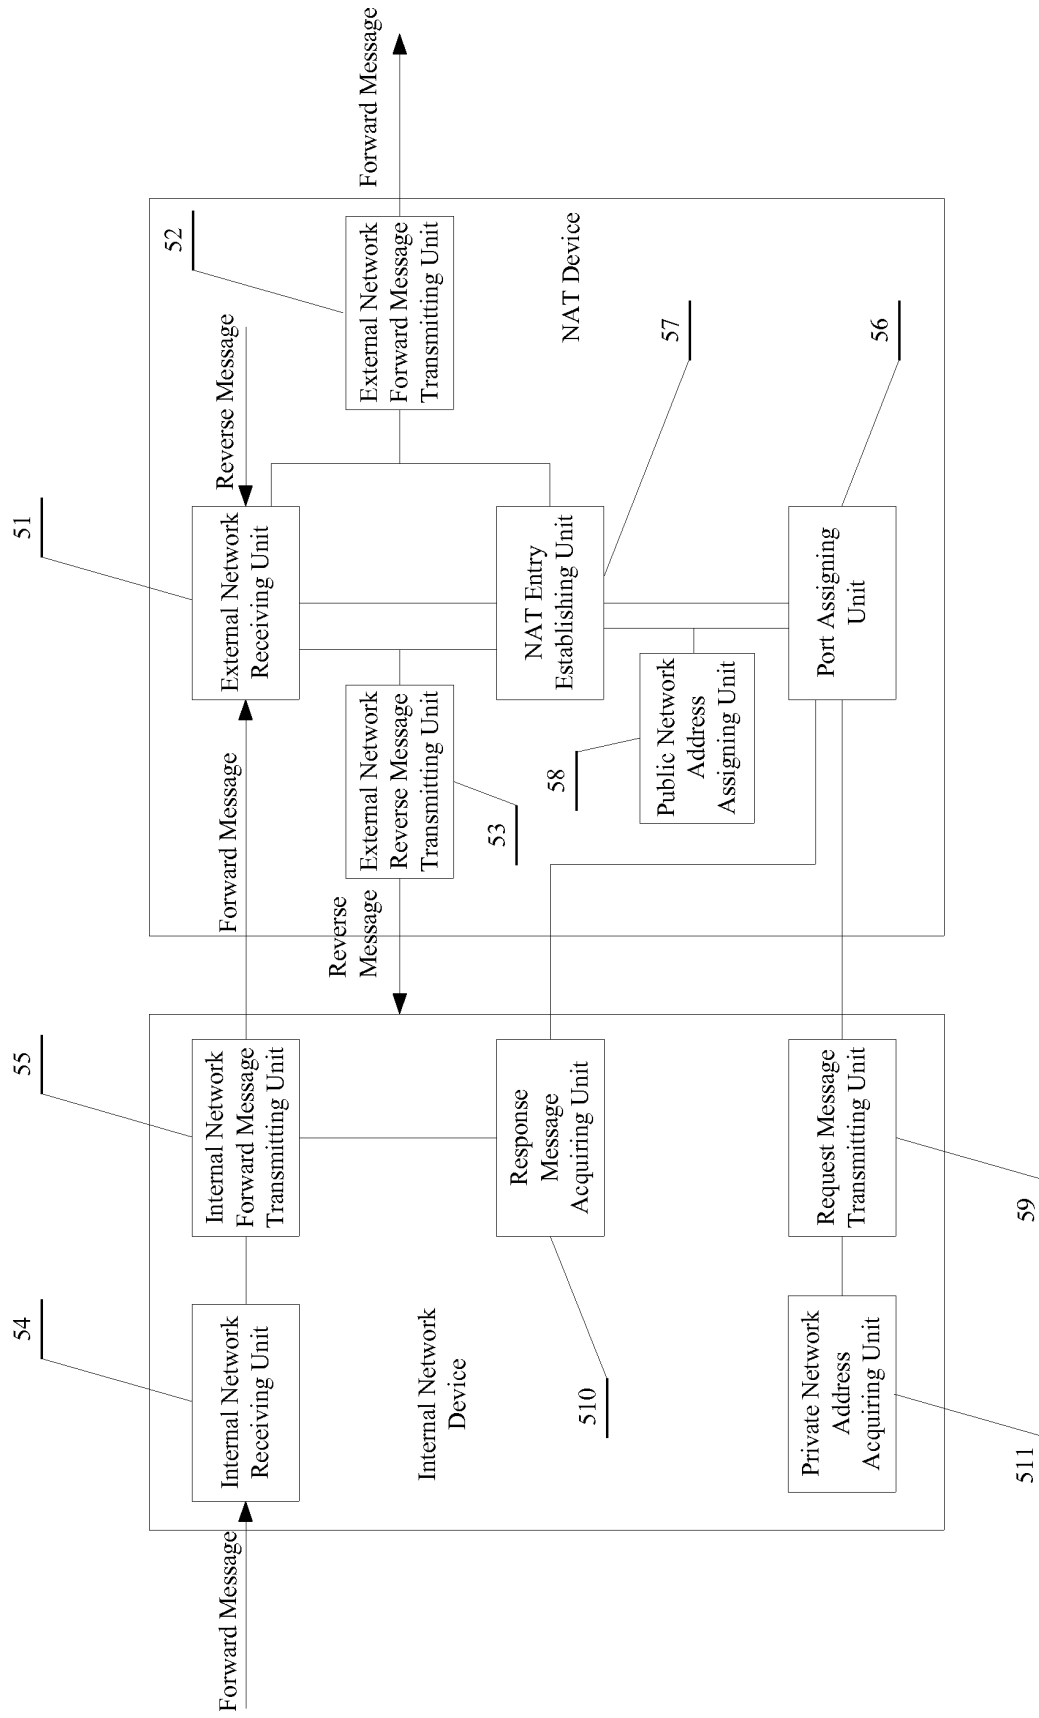 Forward Message
54
Internal Network
Receiving Unit
55
Internal Network
Forward Message
Transmitting Unit
Forward Message
51
External Network
Receiving Unit
Reverse Message
52
External Network
Forward Message
Transmitting Unit
Forward Message
Reverse
Message
External Network
Reverse Message
Transmitting Unit
53
Internal Network
Device
510
Response
Message
Acquiring Unit
NAT Entry
Establishing Unit
57
NAT Device
58
Public Network
Address
Assigning Unit
Private Network
Address
Acquiring Unit
511
Request Message
Transmitting Unit
59
Port Assigning
Unit
56